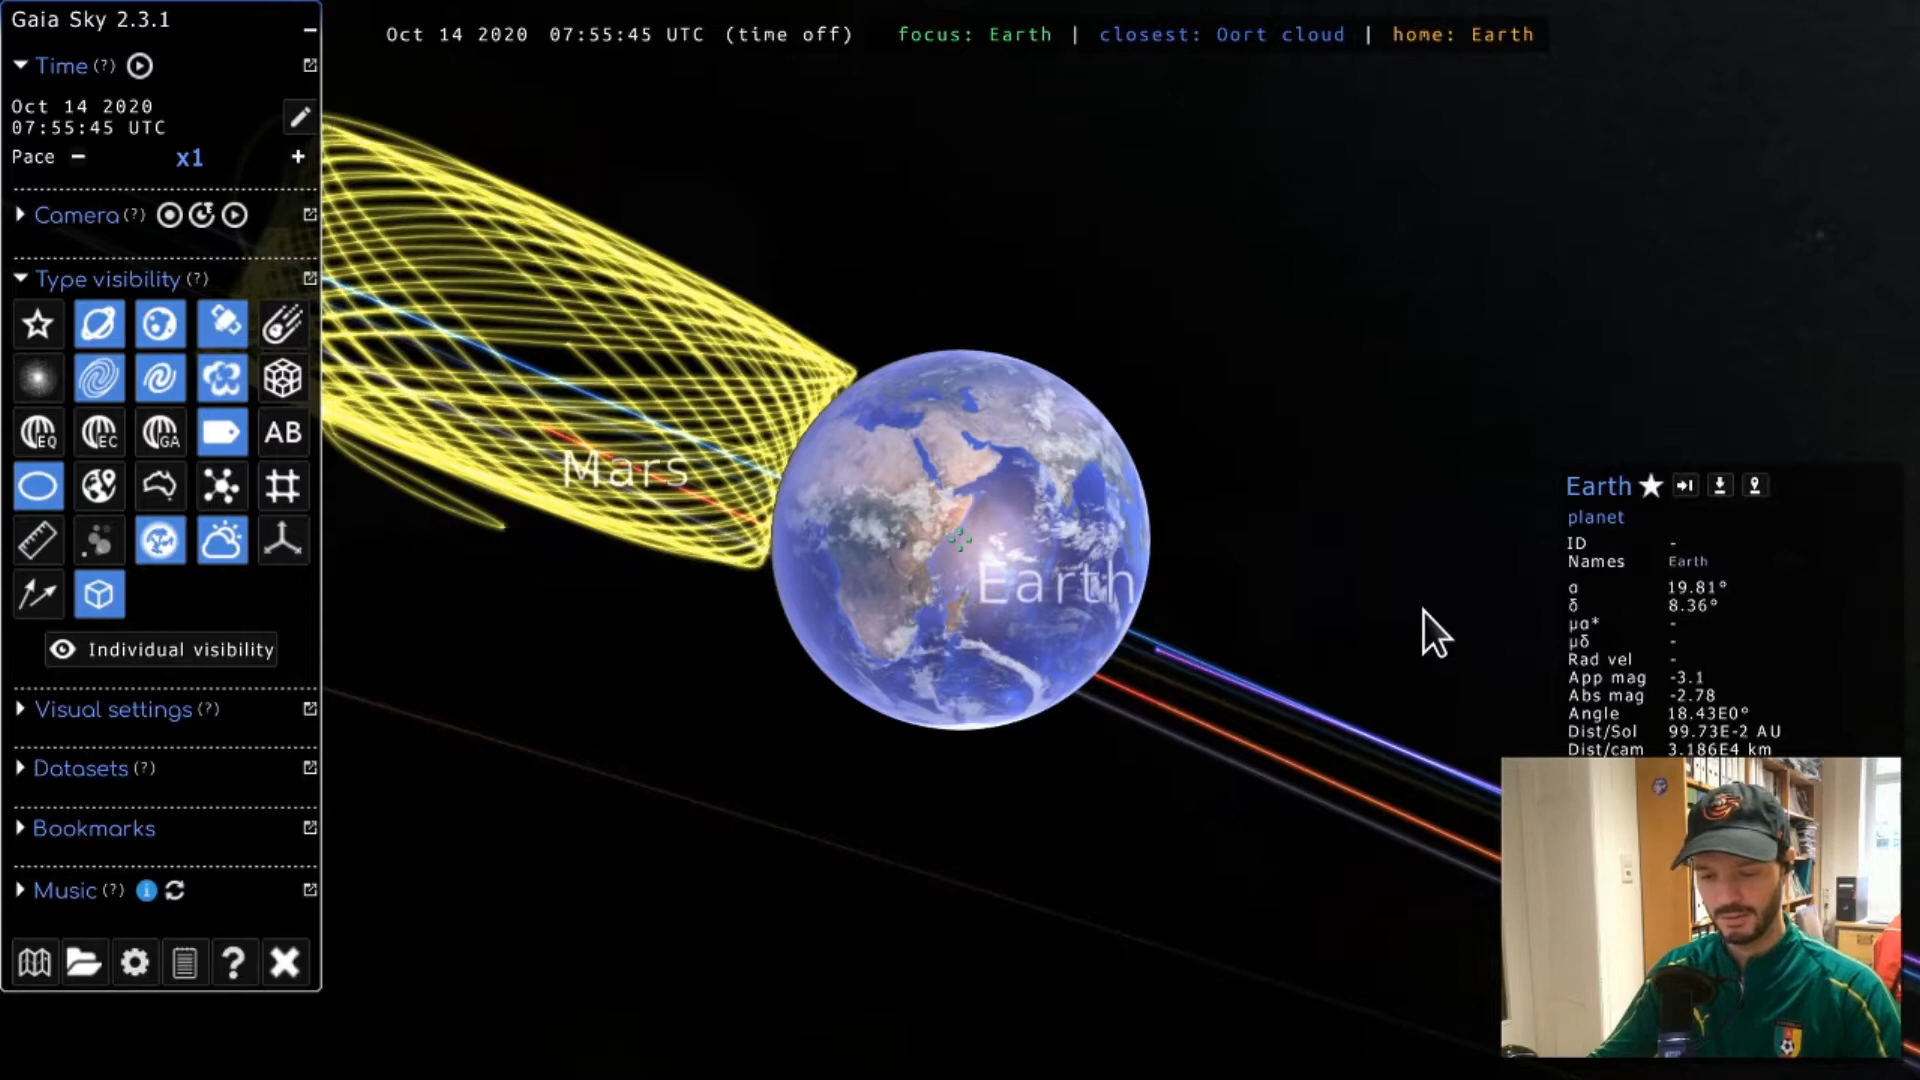 Gaia Sky 2.3.1
Oct 14 2020 07:55:45 UTC (time off) focus: Earth | closest: Oort cloud | home: Earth
Time (?)
Oct 14 2020
07:55:45 UTC
Pace - x1 +
Camera (?)
Type visibility (?)
EQ EC GA AB
Individual visibility
Visual settings (?)
Datasets (?)
Bookmarks
Music (?) i
?
Mars
Earth
Earth
planet
ID -
Names Earth
α 19.81°
δ 8.36°
μα* -
μδ -
Rad vel -
App mag -3.1
Abs mag -2.78
Angle 18.43E0°
Dist/Sol 99.73E-2 AU
Dist/cam 3.186E4 km